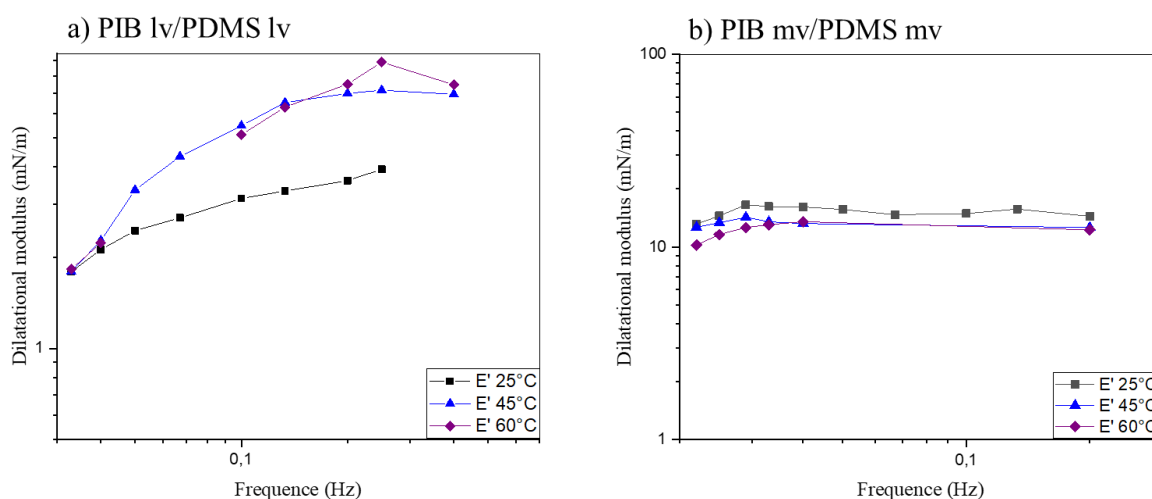 a) PIB lv/PDMS lv
Dilatational modulus (mN/m)
1
0,1
Frequence (Hz)
E' 25°C
E' 45°C
E' 60°C
b) PIB mv/PDMS mv
Dilatational modulus (mN/m)
100
10
1
0,1
Frequence (Hz)
E' 25°C
E' 45°C
E' 60°C